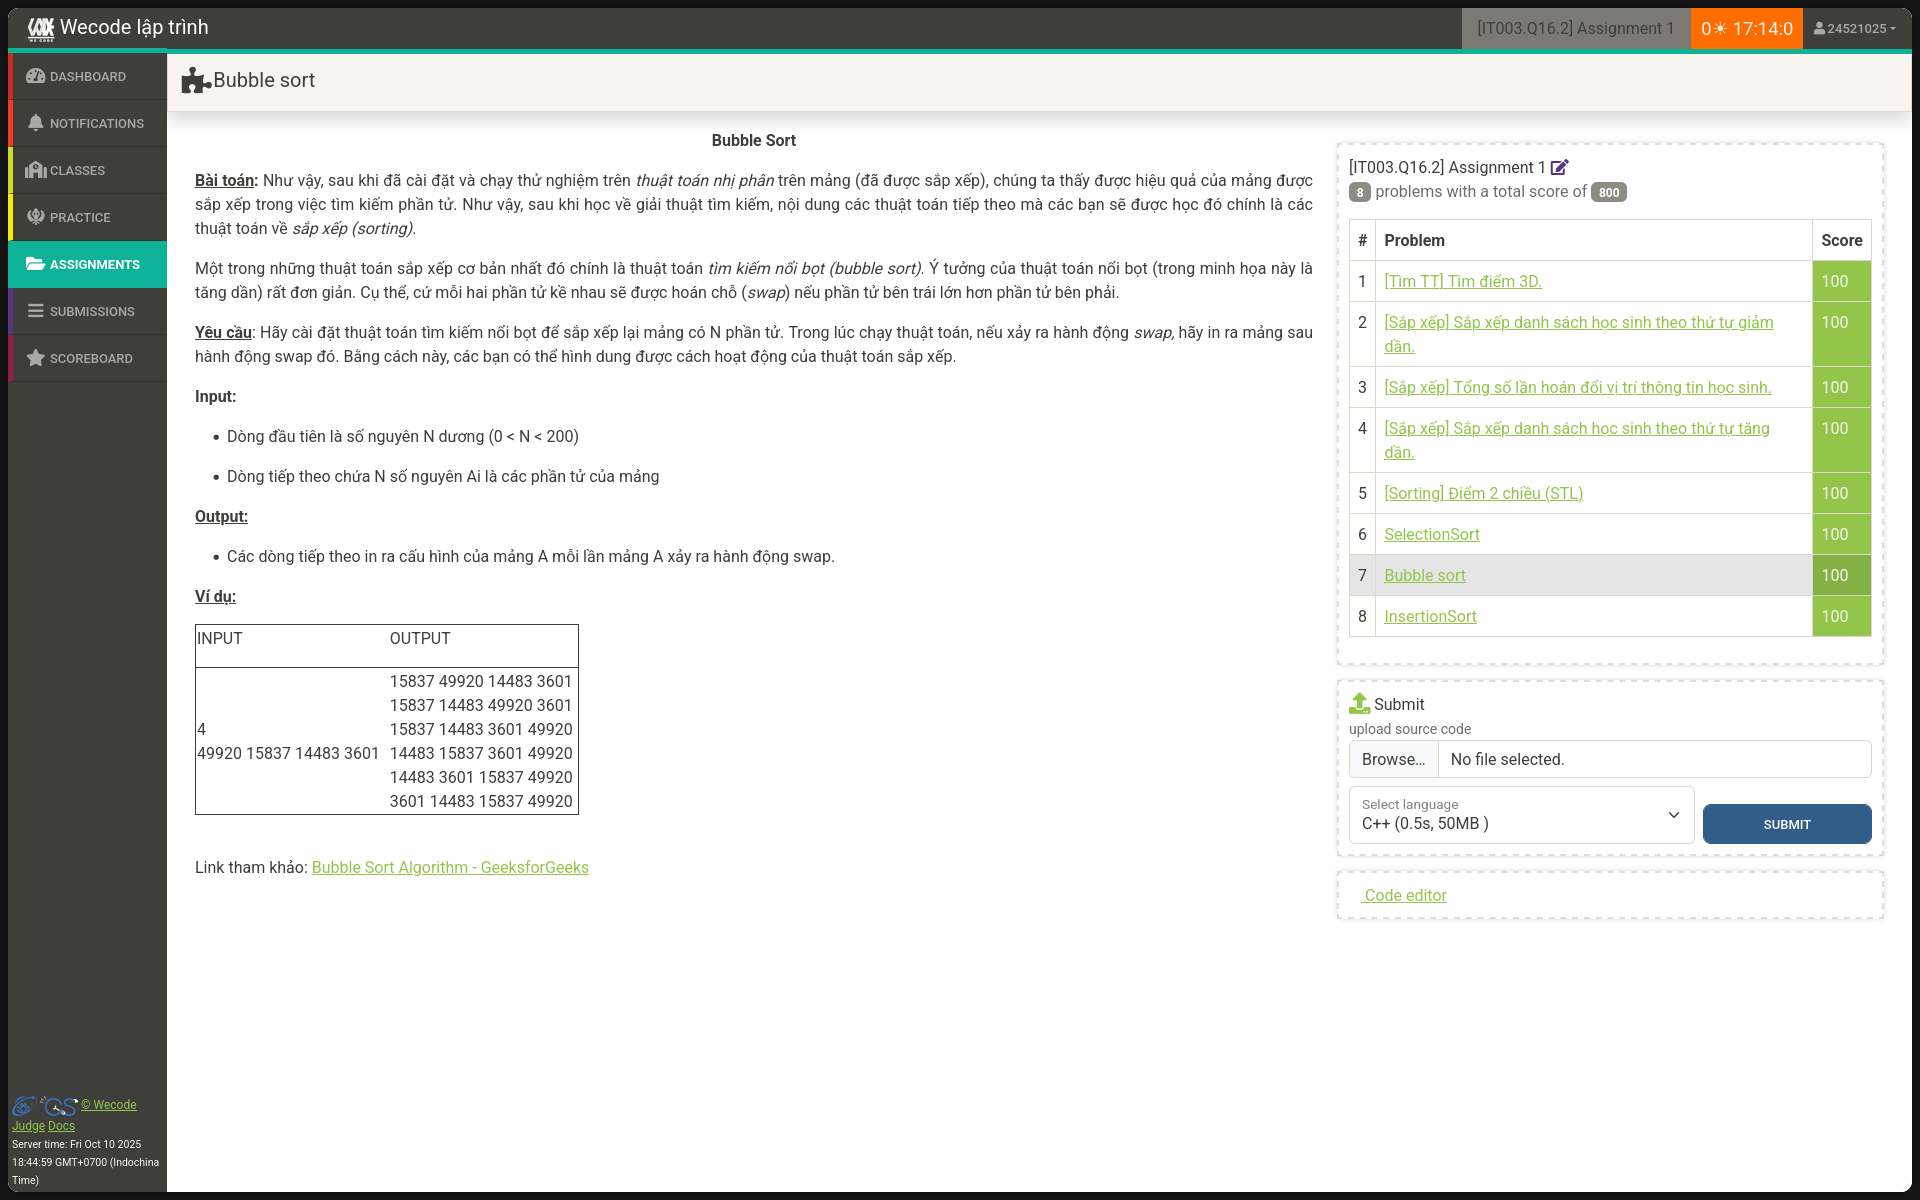 Wecode lập trình
[IT003.Q16.2] Assignment 1
0☀ 17:14:0
24521025
DASHBOARD
NOTIFICATIONS
CLASSES
PRACTICE
ASSIGNMENTS
SUBMISSIONS
SCOREBOARD
© Wecode
Judge Docs
Server time: Fri Oct 10 2025
18:44:59 GMT+0700 (Indochina
Time)
Bubble sort
Bubble Sort
Bài toán: Như vậy, sau khi đã cài đặt và chạy thử nghiệm trên thuật toán nhị phân trên mảng (đã được sắp xếp), chúng ta thấy được hiệu quả của mảng được
sắp xếp trong việc tìm kiếm phần tử. Như vậy, sau khi học về giải thuật tìm kiếm, nội dung các thuật toán tiếp theo mà các bạn sẽ được học đó chính là các
thuật toán về sắp xếp (sorting).
Một trong những thuật toán sắp xếp cơ bản nhất đó chính là thuật toán tìm kiếm nổi bọt (bubble sort). Ý tưởng của thuật toán nổi bọt (trong minh họa này là
tăng dần) rất đơn giản. Cụ thể, cứ mỗi hai phần tử kề nhau sẽ được hoán chỗ (swap) nếu phần tử bên trái lớn hơn phần tử bên phải.
Yêu cầu: Hãy cài đặt thuật toán tìm kiếm nổi bọt để sắp xếp lại mảng có N phần tử. Trong lúc chạy thuật toán, nếu xảy ra hành động swap, hãy in ra mảng sau
hành động swap đó. Bằng cách này, các bạn có thể hình dung được cách hoạt động của thuật toán sắp xếp.
Input:
• Dòng đầu tiên là số nguyên N dương (0 < N < 200)
• Dòng tiếp theo chứa N số nguyên Ai là các phần tử của mảng
Output:
• Các dòng tiếp theo in ra cấu hình của mảng A mỗi lần mảng A xảy ra hành động swap.
Ví dụ:
INPUT OUTPUT
4
49920 15837 14483 3601
15837 49920 14483 3601
15837 14483 49920 3601
15837 14483 3601 49920
14483 15837 3601 49920
14483 3601 15837 49920
3601 14483 15837 49920
Link tham khảo: Bubble Sort Algorithm - GeeksforGeeks
[IT003.Q16.2] Assignment 1
8 problems with a total score of 800
# Problem Score
1 [Tìm TT] Tìm điểm 3D. 100
2 [Sắp xếp] Sắp xếp danh sách học sinh theo thứ tự giảm 100
dần.
3 [Sắp xếp] Tổng số lần hoán đổi vị trí thông tin học sinh. 100
4 [Sắp xếp] Sắp xếp danh sách học sinh theo thứ tự tăng 100
dần.
5 [Sorting] Điểm 2 chiều (STL) 100
6 SelectionSort 100
7 Bubble sort 100
8 InsertionSort 100
Submit
upload source code
Browse... No file selected.
Select language
C++ (0.5s, 50MB )
SUBMIT
Code editor